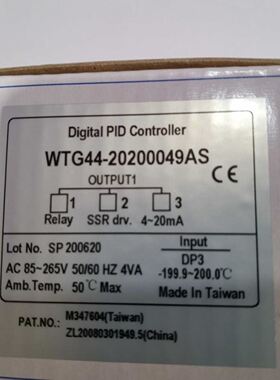 Digital PID Controller
WTG44-20200049AS
CE
OUTPUT1
1 2 3
Relay SSR drv. 4~20mA
Lot No. SP 200620
AC 85~265V 50/60 HZ 4VA
Amb.Temp. 50℃ Max
Input
DP3
-199.9~200.0℃
Made In Taiwan
PAT.NO.: M347604(Taiwan)
ZL20080301949.5(China)